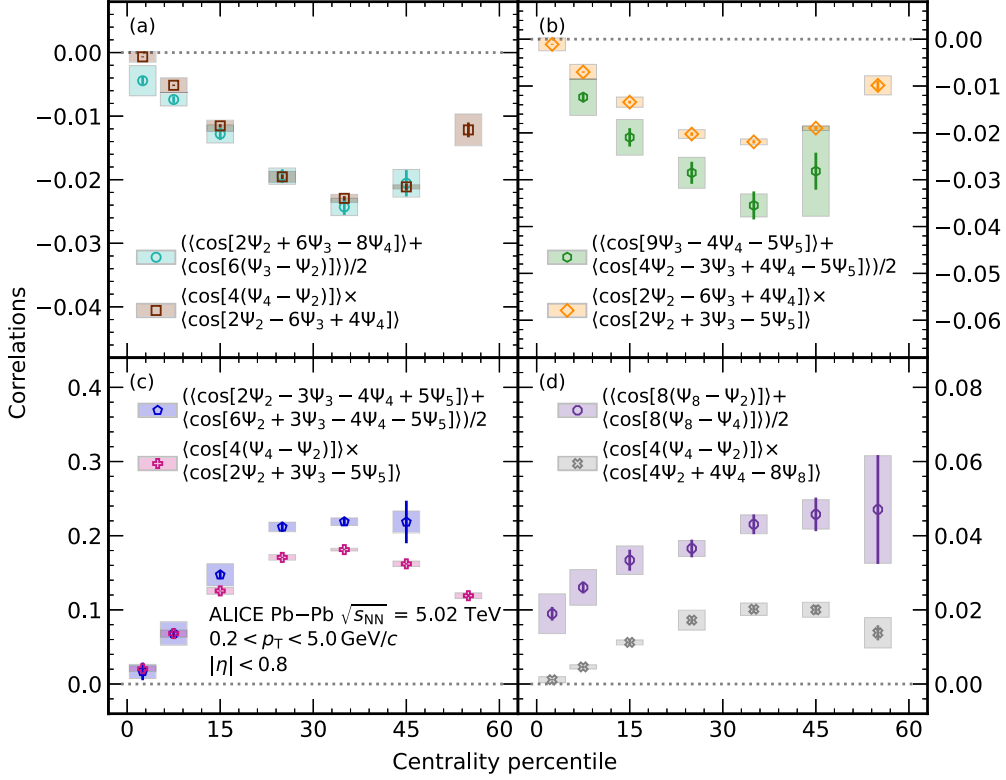 (a)
0.00
−0.01
−0.02
−0.03
−0.04
(⟨cos[2Ψ₂ + 6Ψ₃ − 8Ψ₄]⟩+
⟨cos[6(Ψ₃ − Ψ₂)]⟩)/2
⟨cos[4(Ψ₄ − Ψ₂)]⟩×
⟨cos[2Ψ₂ − 6Ψ₃ + 4Ψ₄]⟩
(b)
0.00
−0.01
−0.02
−0.03
−0.04
−0.05
−0.06
(⟨cos[9Ψ₃ − 4Ψ₄ − 5Ψ₅]⟩+
⟨cos[4Ψ₂ − 3Ψ₃ + 4Ψ₄ − 5Ψ₅]⟩)/2
⟨cos[2Ψ₂ − 6Ψ₃ + 4Ψ₄]⟩×
⟨cos[2Ψ₂ + 3Ψ₃ − 5Ψ₅]⟩
Correlations
(c)
0.4
0.3
0.2
0.1
0.0
(⟨cos[2Ψ₂ − 3Ψ₃ − 4Ψ₄ + 5Ψ₅]⟩+
⟨cos[6Ψ₂ + 3Ψ₃ − 4Ψ₄ − 5Ψ₅]⟩)/2
⟨cos[4(Ψ₄ − Ψ₂)]⟩×
⟨cos[2Ψ₂ + 3Ψ₃ − 5Ψ₅]⟩
ALICE Pb−Pb √s_NN = 5.02 TeV
0.2 < p_T < 5.0 GeV/c
|η| < 0.8
0 15 30 45 60
(d)
0.08
0.06
0.04
0.02
0.00
(⟨cos[8(Ψ₈ − Ψ₂)]⟩+
⟨cos[8(Ψ₈ − Ψ₄)]⟩)/2
⟨cos[4(Ψ₄ − Ψ₂)]⟩×
⟨cos[4Ψ₂ + 4Ψ₄ − 8Ψ₈]⟩
0 15 30 45 60
Centrality percentile